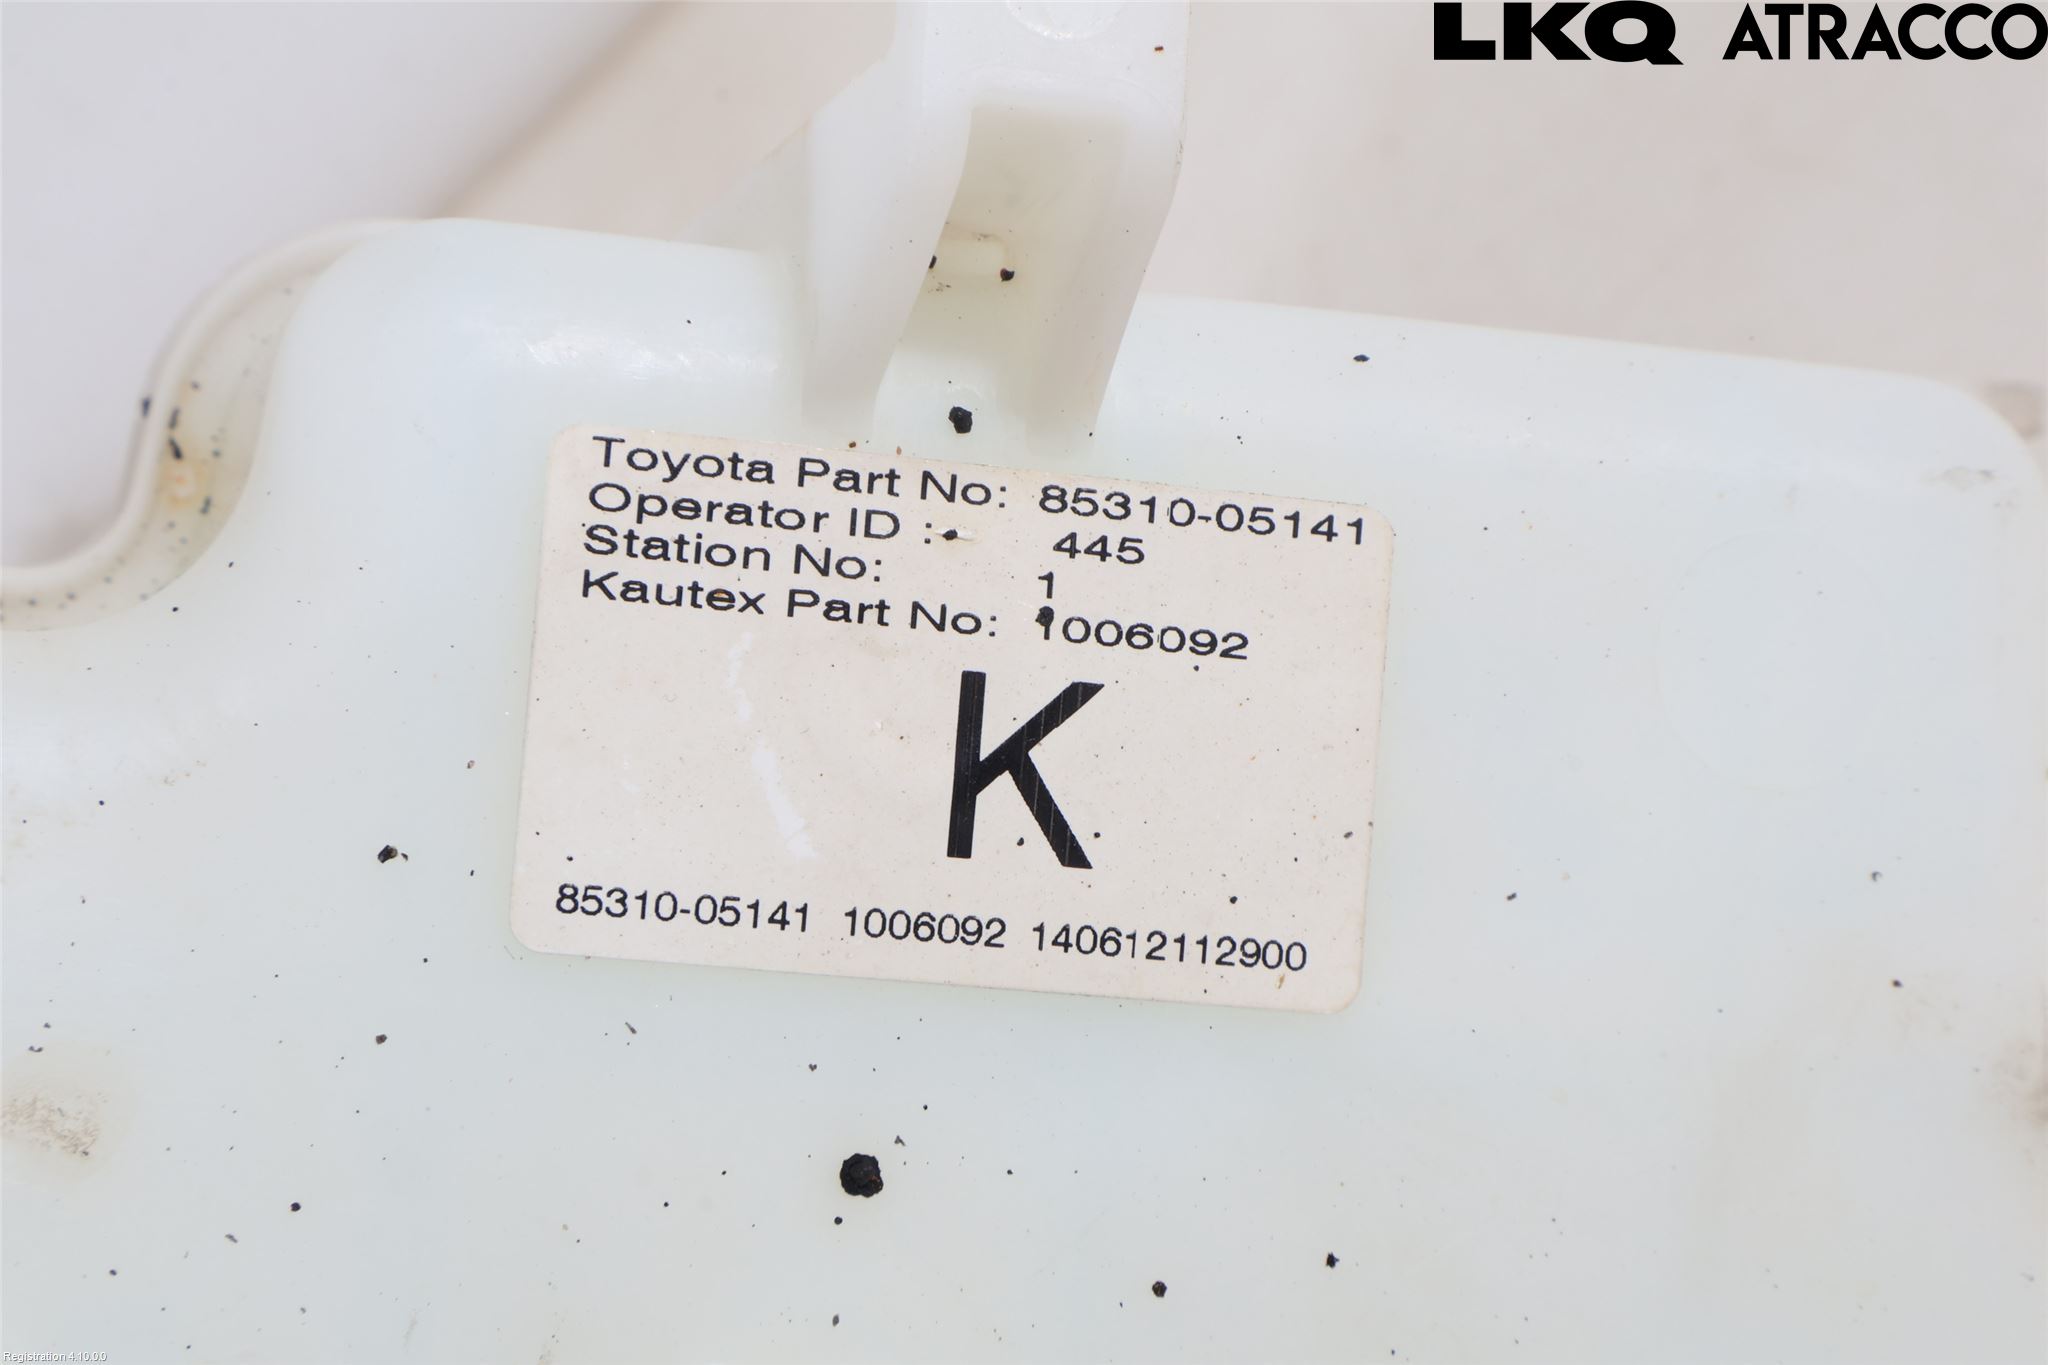 LKQ ATRACCO
Toyota Part No: 85310-05141
Operator ID : 445
Station No: 1
Kautex Part No: 1006092
K
85310-05141 1006092 140612112900
Registration 4.10.0.0